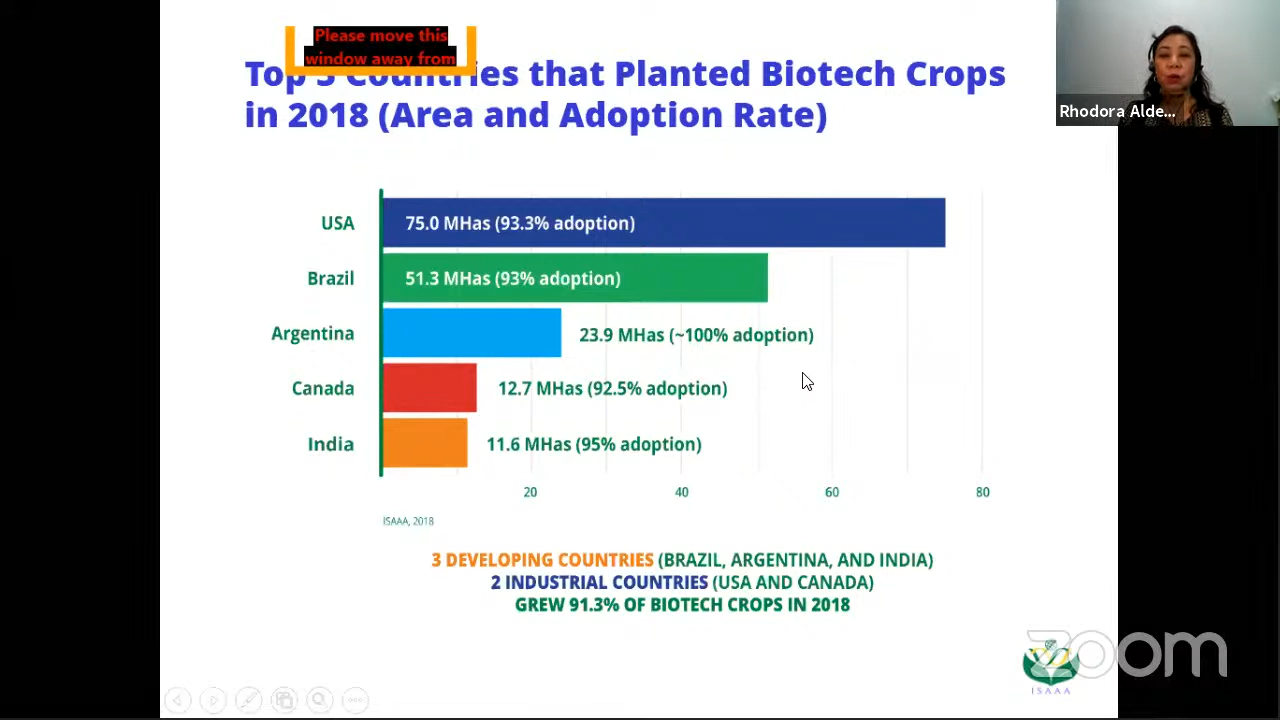 Please move this
window away from
Top 5 Countries that Planted Biotech Crops
in 2018 (Area and Adoption Rate)
Rhodora Alde...
USA
75.0 MHas (93.3% adoption)
Brazil
51.3 MHas (93% adoption)
Argentina
23.9 MHas (~100% adoption)
Canada
12.7 MHas (92.5% adoption)
India
11.6 MHas (95% adoption)
20 40 60 80
ISAAA, 2018
3 DEVELOPING COUNTRIES (BRAZIL, ARGENTINA, AND INDIA)
2 INDUSTRIAL COUNTRIES (USA AND CANADA)
GREW 91.3% OF BIOTECH CROPS IN 2018
zoom
ISAAA